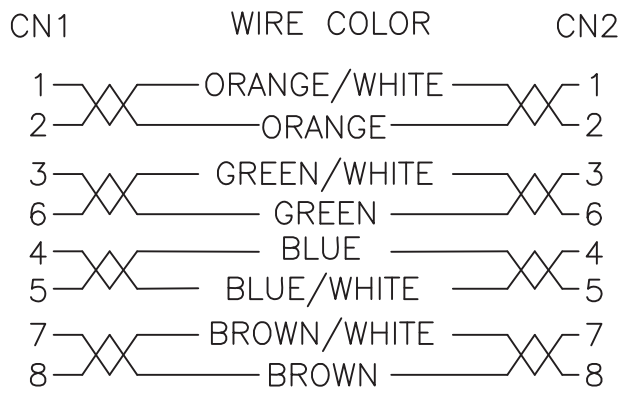 CN1 WIRE COLOR CN2
1 ORANGE/WHITE 1
2 ORANGE 2
3 GREEN/WHITE 3
6 GREEN 6
4 BLUE 4
5 BLUE/WHITE 5
7 BROWN/WHITE 7
8 BROWN 8